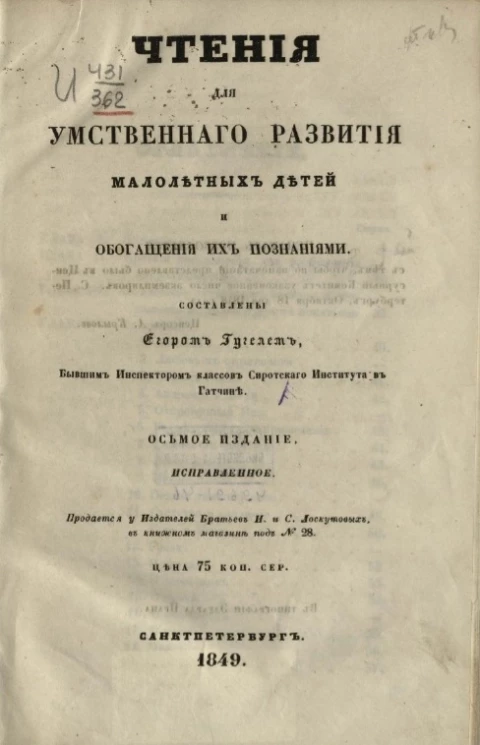 ЧТЕНІЯ
И 431
362
ДЛЯ
УМСТВЕННАГО РАЗВИТІЯ
МАЛОЛѢТНЫХЪ ДѢТЕЙ
И
ОБОГАЩЕНІЯ ИХЪ ПОЗНАНІЯМИ.
СОСТАВЛЕНЫ
Егоромъ Гугелемъ,
Бывшимъ Инспекторомъ классовъ Сиротскаго Института въ
Гатчинѣ.
ОСЬМОЕ ИЗДАНІЕ,
ИСПРАВЛЕННОЕ.
Продается у Издателей Братьевъ И. и С. Лоскутовыхъ,
въ книжномъ магазинѣ подъ № 28.
ЦѢНА 75 КОП. СЕР.
САНКТПЕТЕРБУРГЪ.
1849.